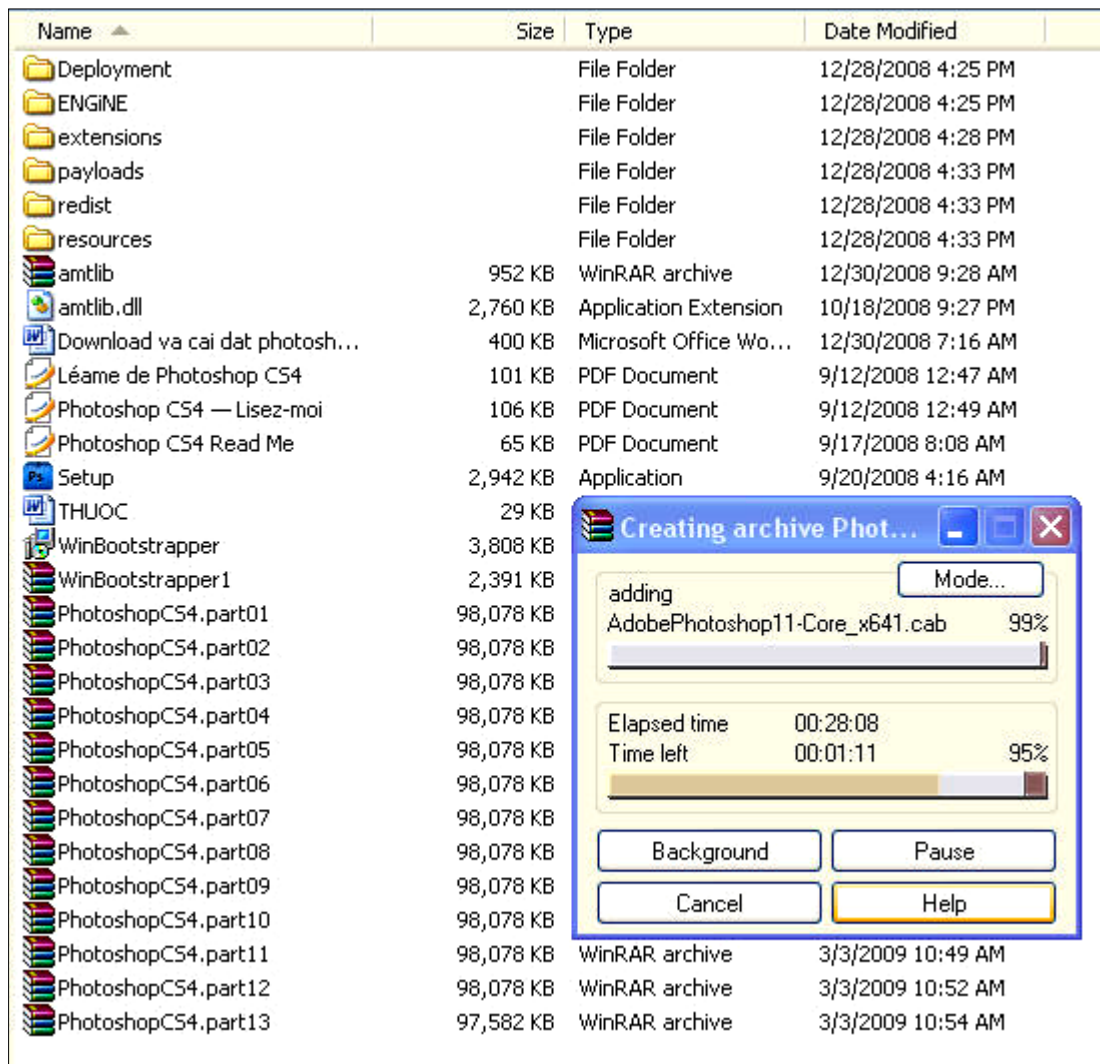 Name Size Type Date Modified
Deployment File Folder 12/28/2008 4:25 PM
ENGiNE File Folder 12/28/2008 4:25 PM
extensions File Folder 12/28/2008 4:28 PM
payloads File Folder 12/28/2008 4:33 PM
redist File Folder 12/28/2008 4:33 PM
resources File Folder 12/28/2008 4:33 PM
amtlib 952 KB WinRAR archive 12/30/2008 9:28 AM
amtlib.dll 2,760 KB Application Extension 10/18/2008 9:27 PM
Download va cai dat photosh... 400 KB Microsoft Office Wo... 12/30/2008 7:16 AM
Léame de Photoshop CS4 101 KB PDF Document 9/12/2008 12:47 AM
Photoshop CS4 — Lisez-moi 106 KB PDF Document 9/12/2008 12:49 AM
Photoshop CS4 Read Me 65 KB PDF Document 9/17/2008 8:08 AM
Ps Setup 2,942 KB Application 9/20/2008 4:16 AM
THUOC 29 KB
WinBootstrapper 3,808 KB
WinBootstrapper1 2,391 KB
PhotoshopCS4.part01 98,078 KB
PhotoshopCS4.part02 98,078 KB
PhotoshopCS4.part03 98,078 KB
PhotoshopCS4.part04 98,078 KB
PhotoshopCS4.part05 98,078 KB
PhotoshopCS4.part06 98,078 KB
PhotoshopCS4.part07 98,078 KB
PhotoshopCS4.part08 98,078 KB
PhotoshopCS4.part09 98,078 KB
PhotoshopCS4.part10 98,078 KB
PhotoshopCS4.part11 98,078 KB WinRAR archive 3/3/2009 10:49 AM
PhotoshopCS4.part12 98,078 KB WinRAR archive 3/3/2009 10:52 AM
PhotoshopCS4.part13 97,582 KB WinRAR archive 3/3/2009 10:54 AM
Creating archive Phot...
Mode...
adding
AdobePhotoshop11-Core_x641.cab 99%
Elapsed time 00:28:08
Time left 00:01:11 95%
Background Pause
Cancel Help